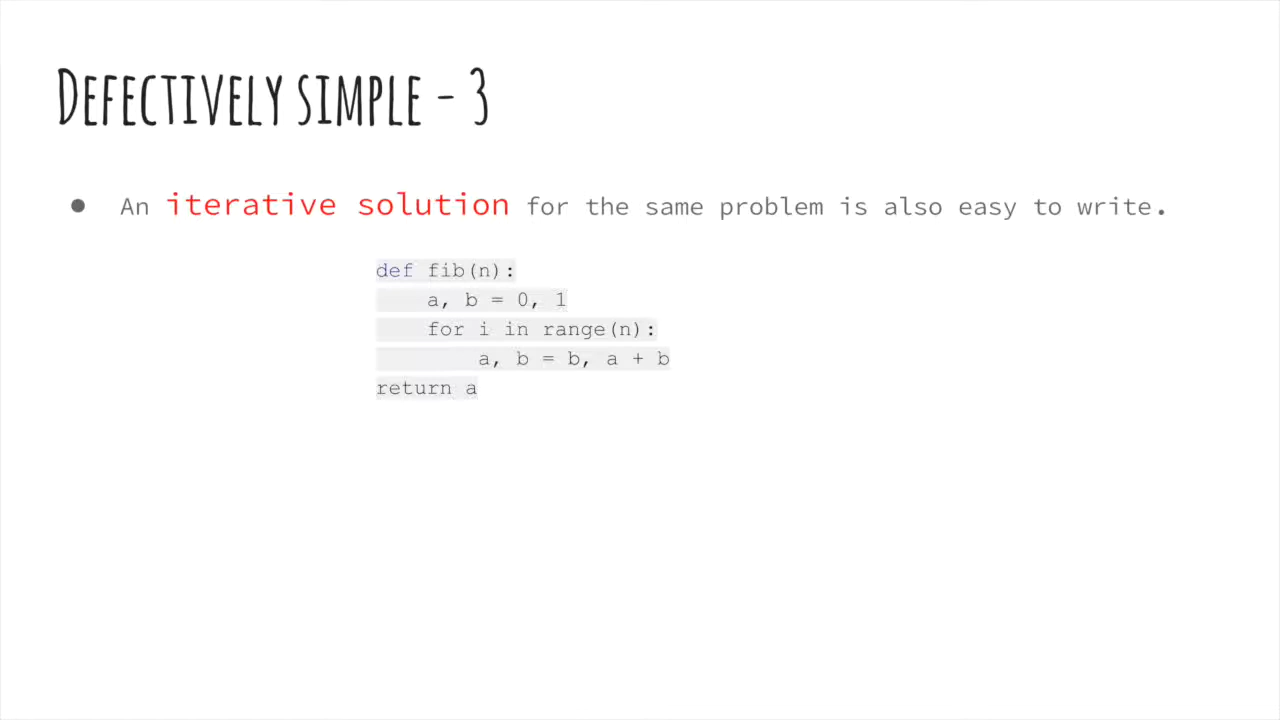 Defectively simple - 3
● An iterative solution for the same problem is also easy to write.
def fib(n):
    a, b = 0, 1
    for i in range(n):
        a, b = b, a + b
return a